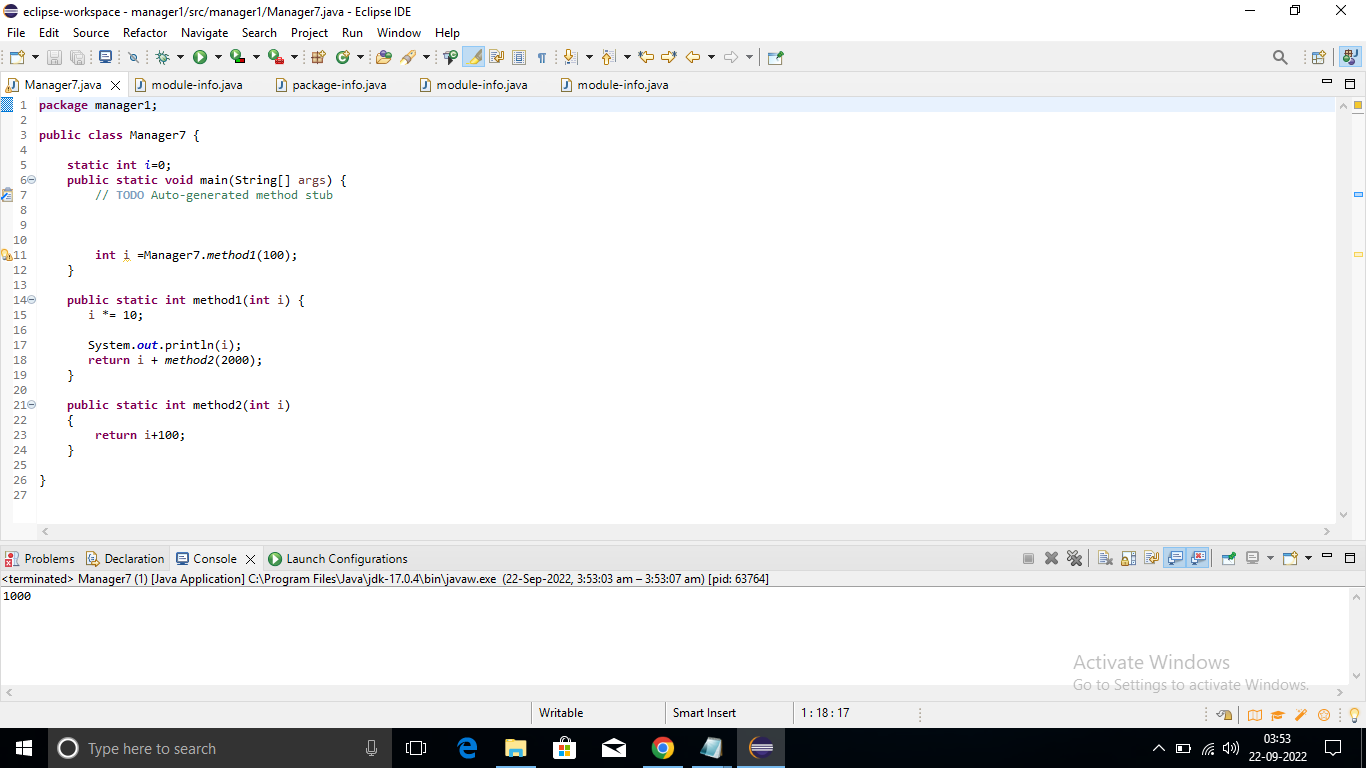 eclipse-workspace - manager1/src/manager1/Manager7.java - Eclipse IDE
File Edit Source Refactor Navigate Search Project Run Window Help
Manager7.java module-info.java package-info.java module-info.java module-info.java
1 package manager1;
2
3 public class Manager7 {
4
5 static int i=0;
6 public static void main(String[] args) {
7 // TODO Auto-generated method stub
8
9
10
11 int i =Manager7.method1(100);
12 }
13
14 public static int method1(int i) {
15 i *= 10;
16
17 System.out.println(i);
18 return i + method2(2000);
19 }
20
21 public static int method2(int i)
22 {
23 return i+100;
24 }
25
26 }
27
Problems Declaration Console Launch Configurations
<terminated> Manager7 (1) [Java Application] C:\Program Files\Java\jdk-17.0.4\bin\javaw.exe (22-Sep-2022, 3:53:03 am – 3:53:07 am) [pid: 63764]
1000
Activate Windows
Go to Settings to activate Windows.
Writable Smart Insert 1 : 18 : 17
Type here to search
03:53
22-09-2022